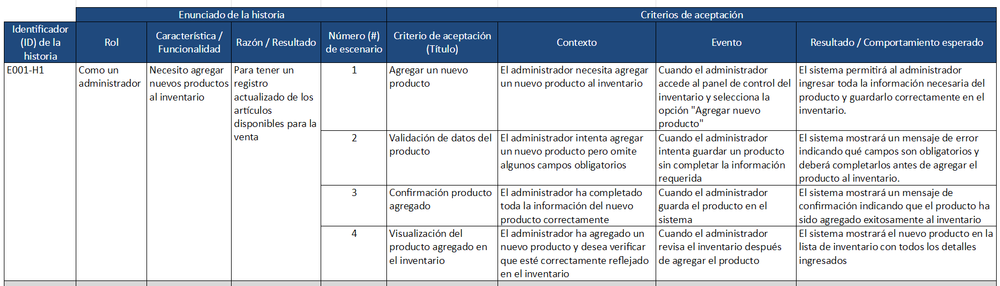 Enunciado de la historia
Criterios de aceptación
Identificador
(ID) de la
historia
Rol
Característica /
Funcionalidad
Razón / Resultado
Número (#)
de escenario
Criterio de aceptación
(Título)
Contexto
Evento
Resultado / Comportamiento esperado
E001-H1
Como un
administrador
Necesito agregar
nuevos productos
al inventario
Para tener un
registro
actualizado de los
artículos
disponibles para la
venta
1
Agregar un nuevo
producto
El administrador necesita agregar
un nuevo producto al inventario
Cuando el administrador
accede al panel de control del
inventario y selecciona la
opción "Agregar nuevo
producto"
El sistema permitirá al administrador
ingresar toda la información necesaria del
producto y guardarlo correctamente en el
inventario.
2
Validación de datos del
producto
El administrador intenta agregar
un nuevo producto pero omite
algunos campos obligatorios
Cuando el administrador
intenta guardar un producto
sin completar la información
requerida
El sistema mostrará un mensaje de error
indicando qué campos son obligatorios y
deberá completarlos antes de agregar el
producto al inventario.
3
Confirmación producto
agregado
El administrador ha completado
toda la información del nuevo
producto correctamente
Cuando el administrador
guarda el producto en el
sistema
El sistema mostrará un mensaje de
confirmación indicando que el producto ha
sido agregado exitosamente al inventario
4
Visualización del
producto agregado en
el inventario
El administrador ha agregado un
nuevo producto y desea verificar
que esté correctamente reflejado
en el inventario
Cuando el administrador
revisa el inventario después
de agregar el producto
El sistema mostrará el nuevo producto en la
lista de inventario con todos los detalles
ingresados